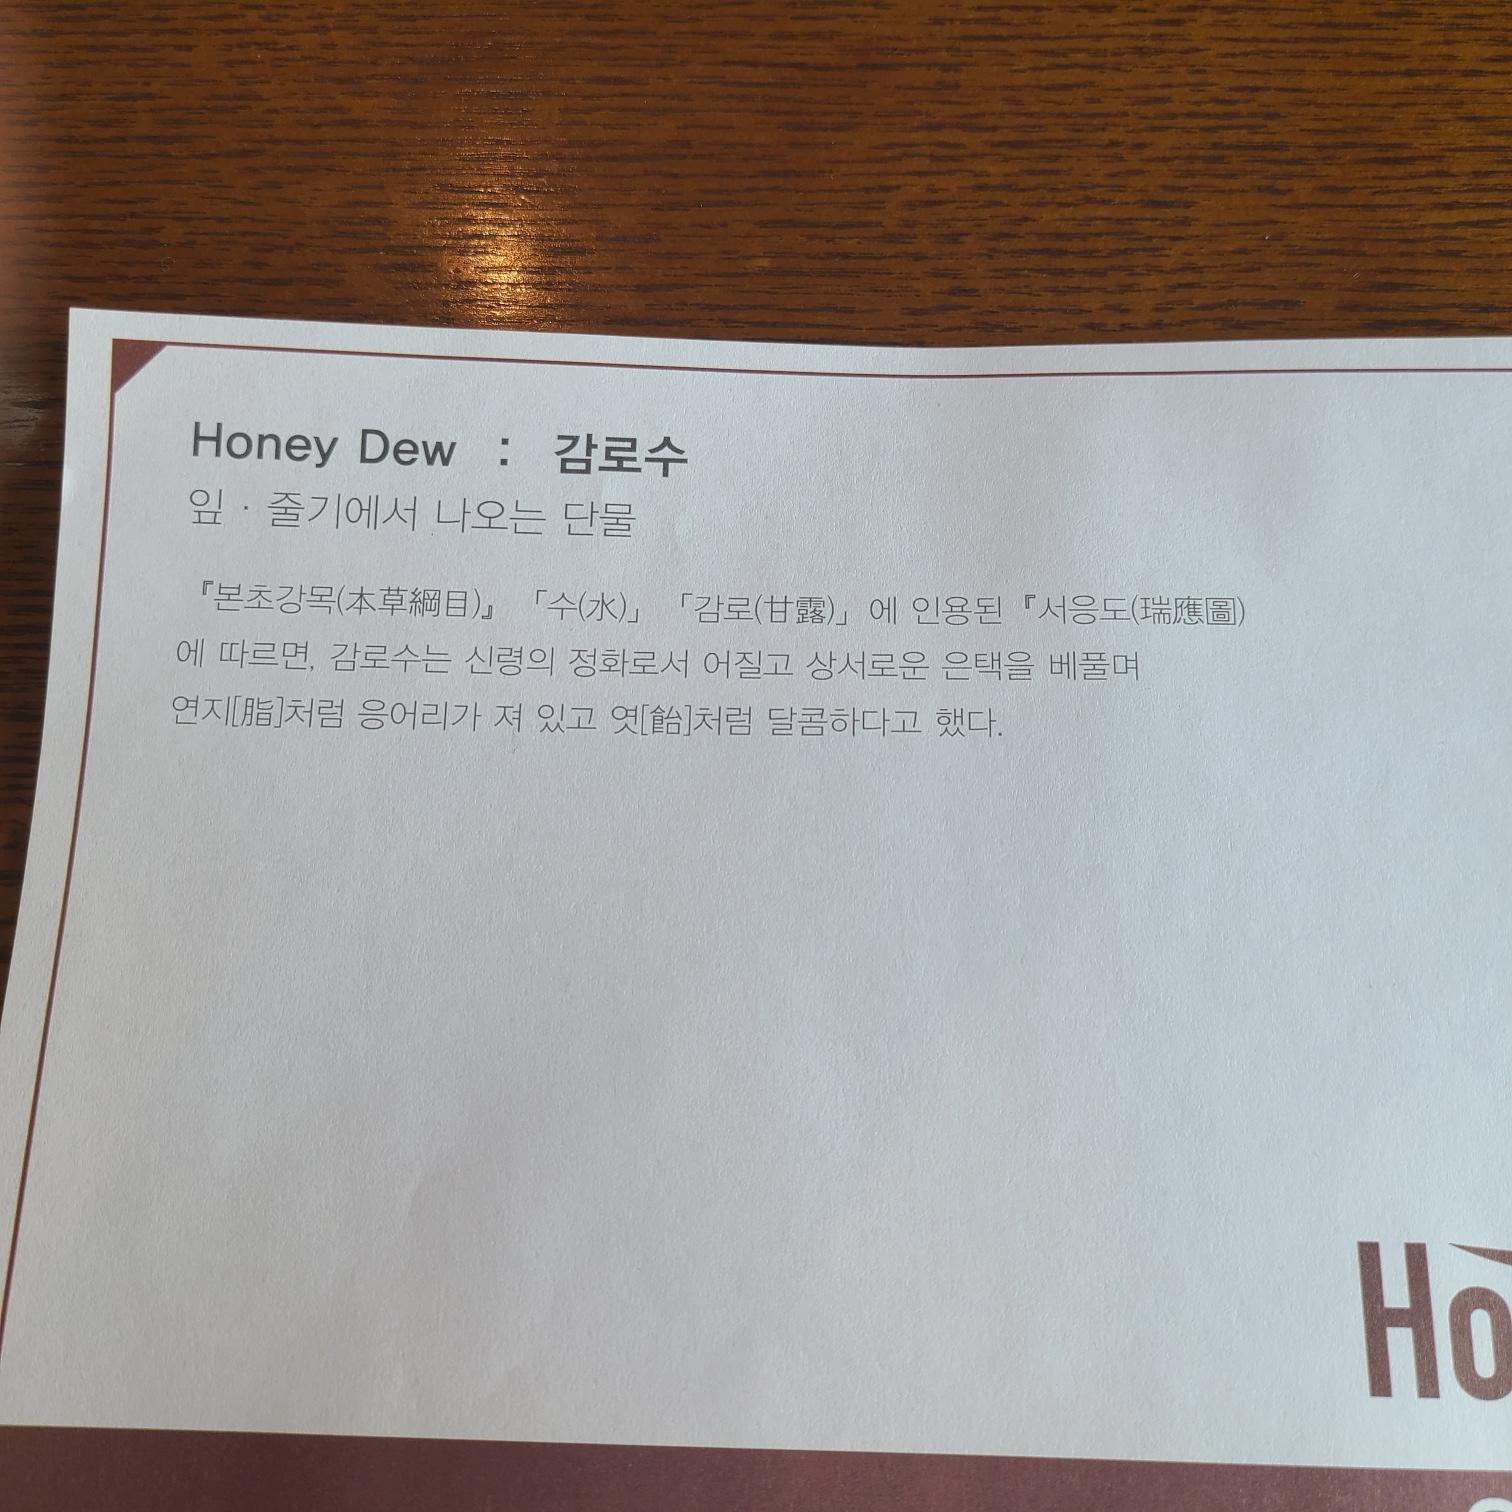 Honey Dew : 감로수
잎 · 줄기에서 나오는 단물
『본초강목(本草綱目)』 「수(水)」 「감로(甘露)」에 인용된 『서응도(瑞應圖)
에 따르면, 감로수는 신령의 정화로서 어질고 상서로운 은택을 베풀며
연지[脂]처럼 응어리가 져 있고 엿[飴]처럼 달콤하다고 했다.
Ho